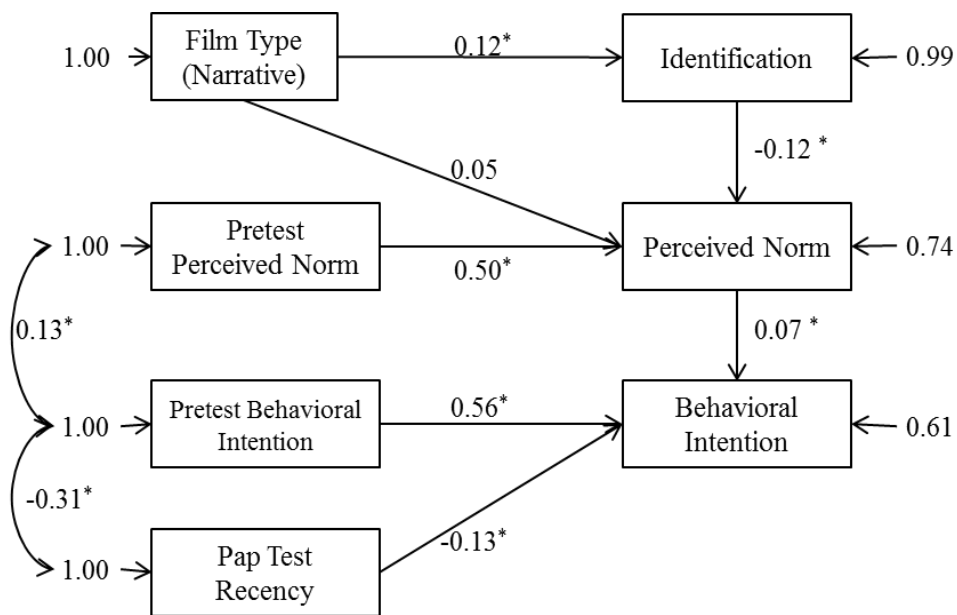 1.00
Film Type
(Narrative)
0.12*
Identification
0.99
0.05
-0.12 *
1.00
Pretest
Perceived Norm
0.50*
Perceived Norm
0.74
0.13*
0.07 *
1.00
Pretest Behavioral
Intention
0.56*
Behavioral
Intention
0.61
-0.31*
-0.13*
1.00
Pap Test
Recency